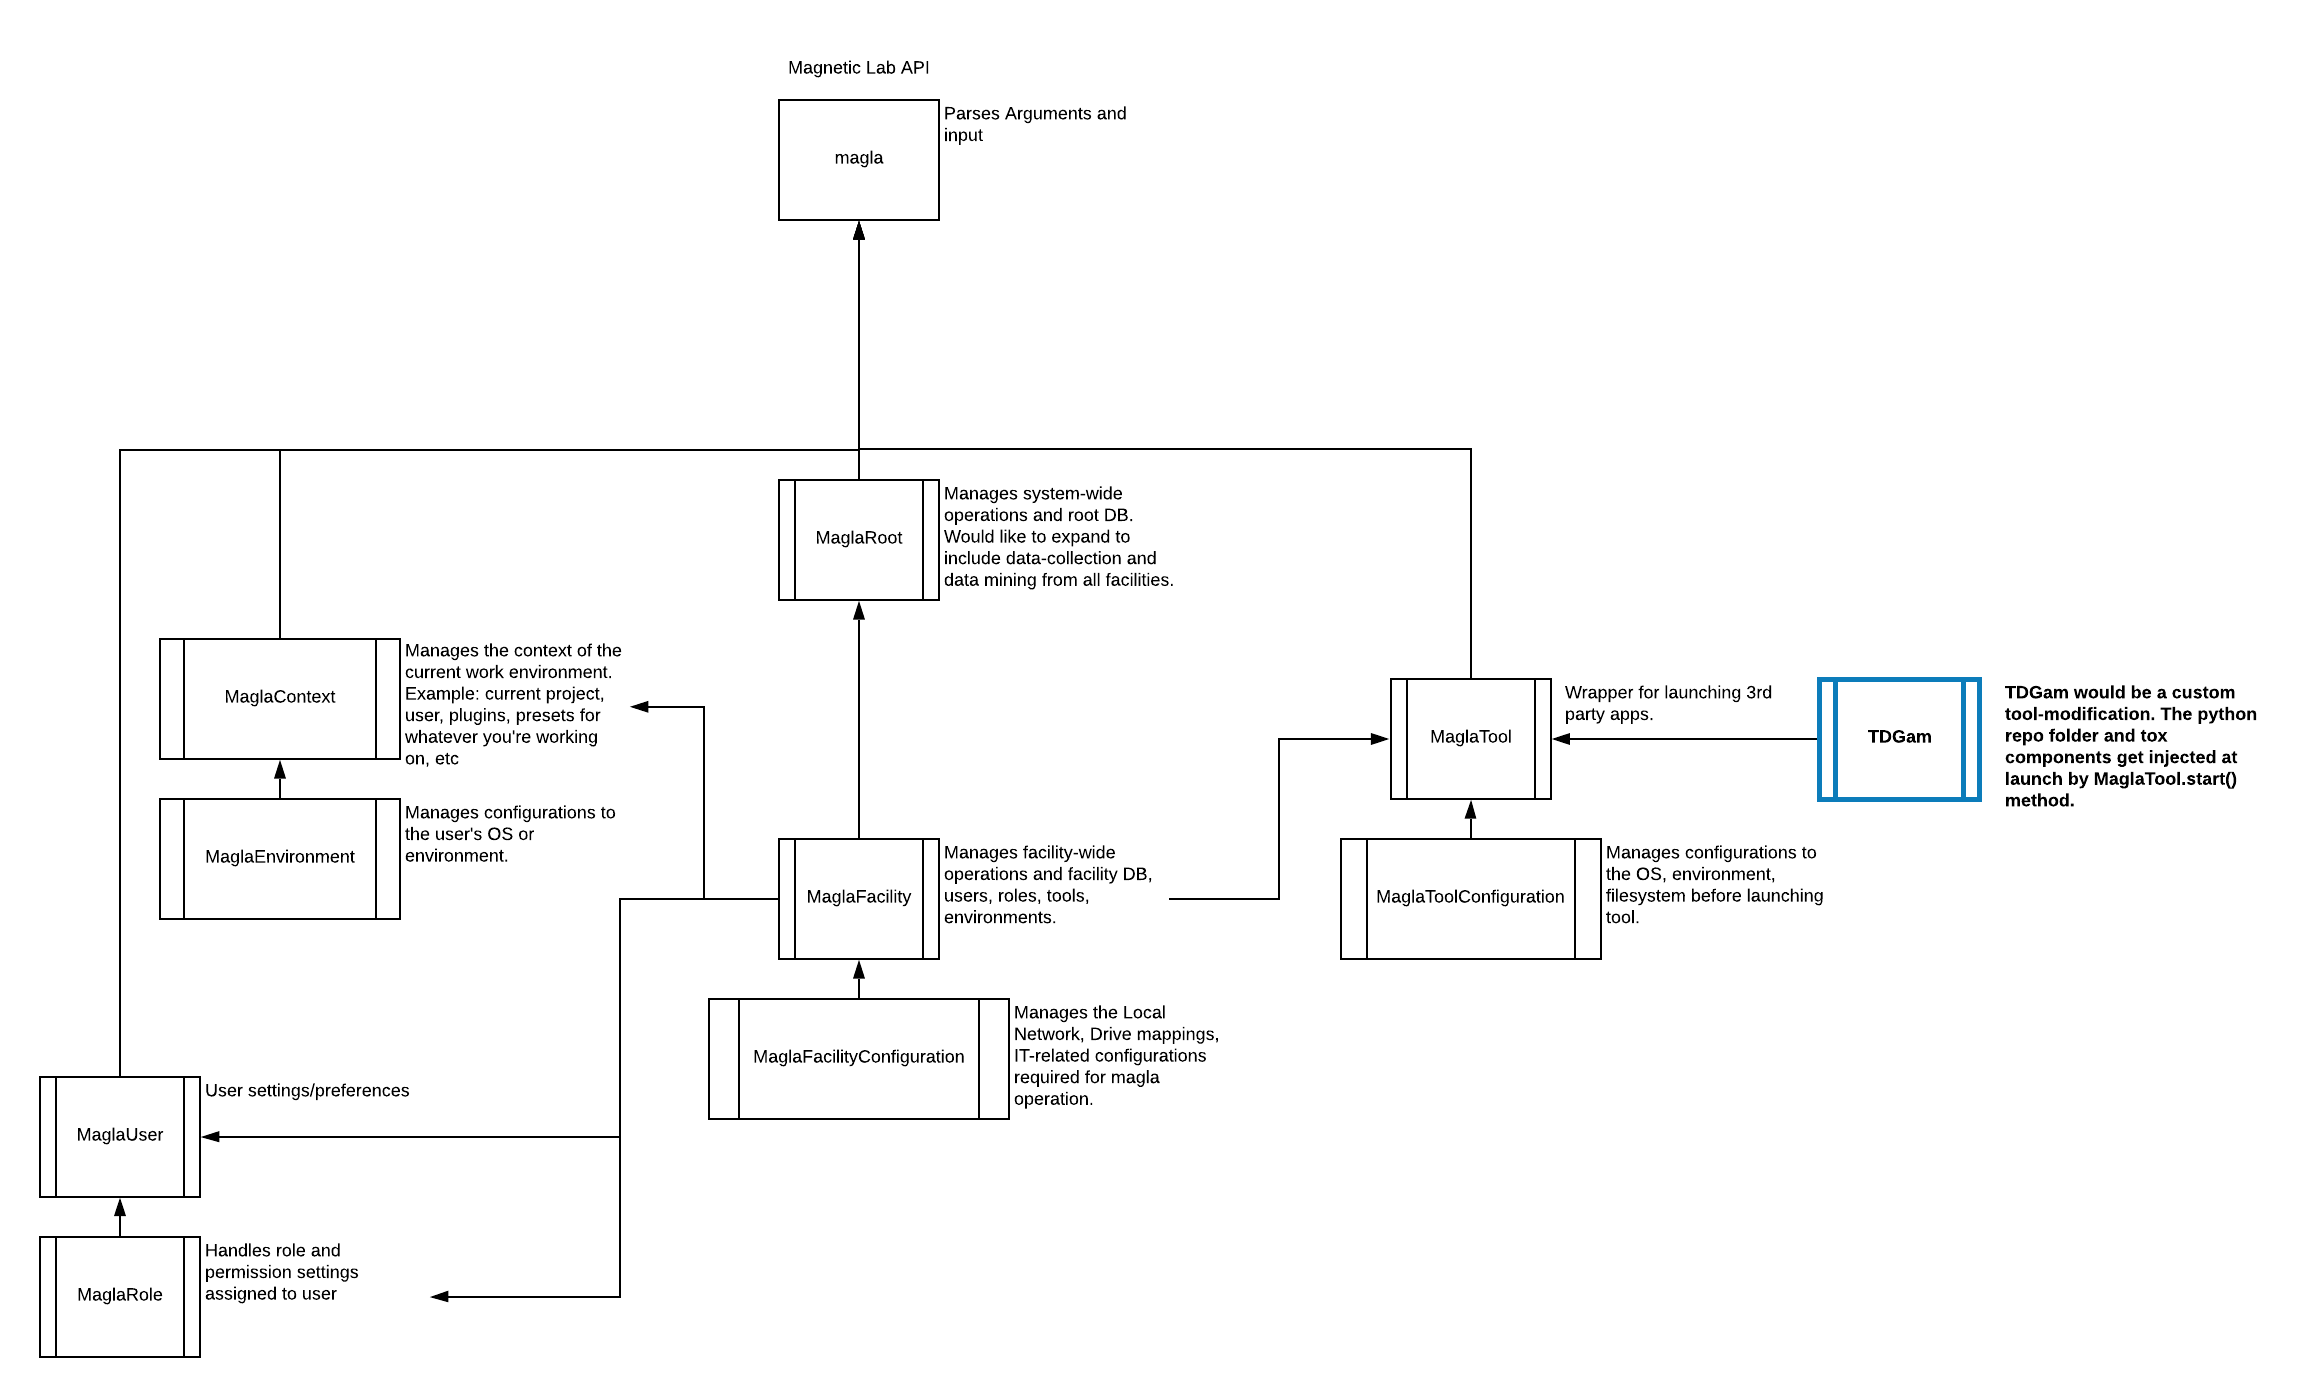 Magnetic Lab API
magla
Parses Arguments and
input
MaglaRoot
Manages system-wide
operations and root DB.
Would like to expand to
include data-collection and
data mining from all facilities.
MaglaContext
Manages the context of the
current work environment.
Example: current project,
user, plugins, presets for
whatever you're working
on, etc
MaglaEnvironment
Manages configurations to
the user's OS or
environment.
MaglaTool
Wrapper for launching 3rd
party apps.
TDGam
TDGam would be a custom
tool-modification. The python
repo folder and tox
components get injected at
launch by MaglaTool.start()
method.
MaglaFacility
Manages facility-wide
operations and facility DB,
users, roles, tools,
environments.
MaglaToolConfiguration
Manages configurations to
the OS, environment,
filesystem before launching
tool.
MaglaFacilityConfiguration
Manages the Local
Network, Drive mappings,
IT-related configurations
required for magla
operation.
MaglaUser
User settings/preferences
MaglaRole
Handles role and
permission settings
assigned to user